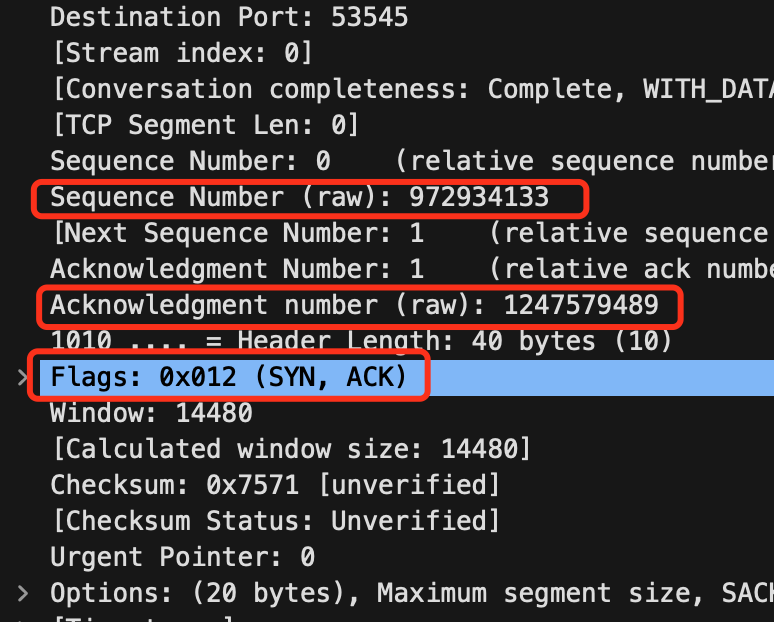 Destination Port: 53545
[Stream index: 0]
[Conversation completeness: Complete, WITH_DATA
[TCP Segment Len: 0]
Sequence Number: 0    (relative sequence number
Sequence Number (raw): 972934133
[Next Sequence Number: 1    (relative sequence
Acknowledgment Number: 1    (relative ack numbe
Acknowledgment number (raw): 1247579489
1010 .... = Header Length: 40 bytes (10)
Flags: 0x012 (SYN, ACK)
Window: 14480
[Calculated window size: 14480]
Checksum: 0x7571 [unverified]
[Checksum Status: Unverified]
Urgent Pointer: 0
Options: (20 bytes), Maximum segment size, SACK